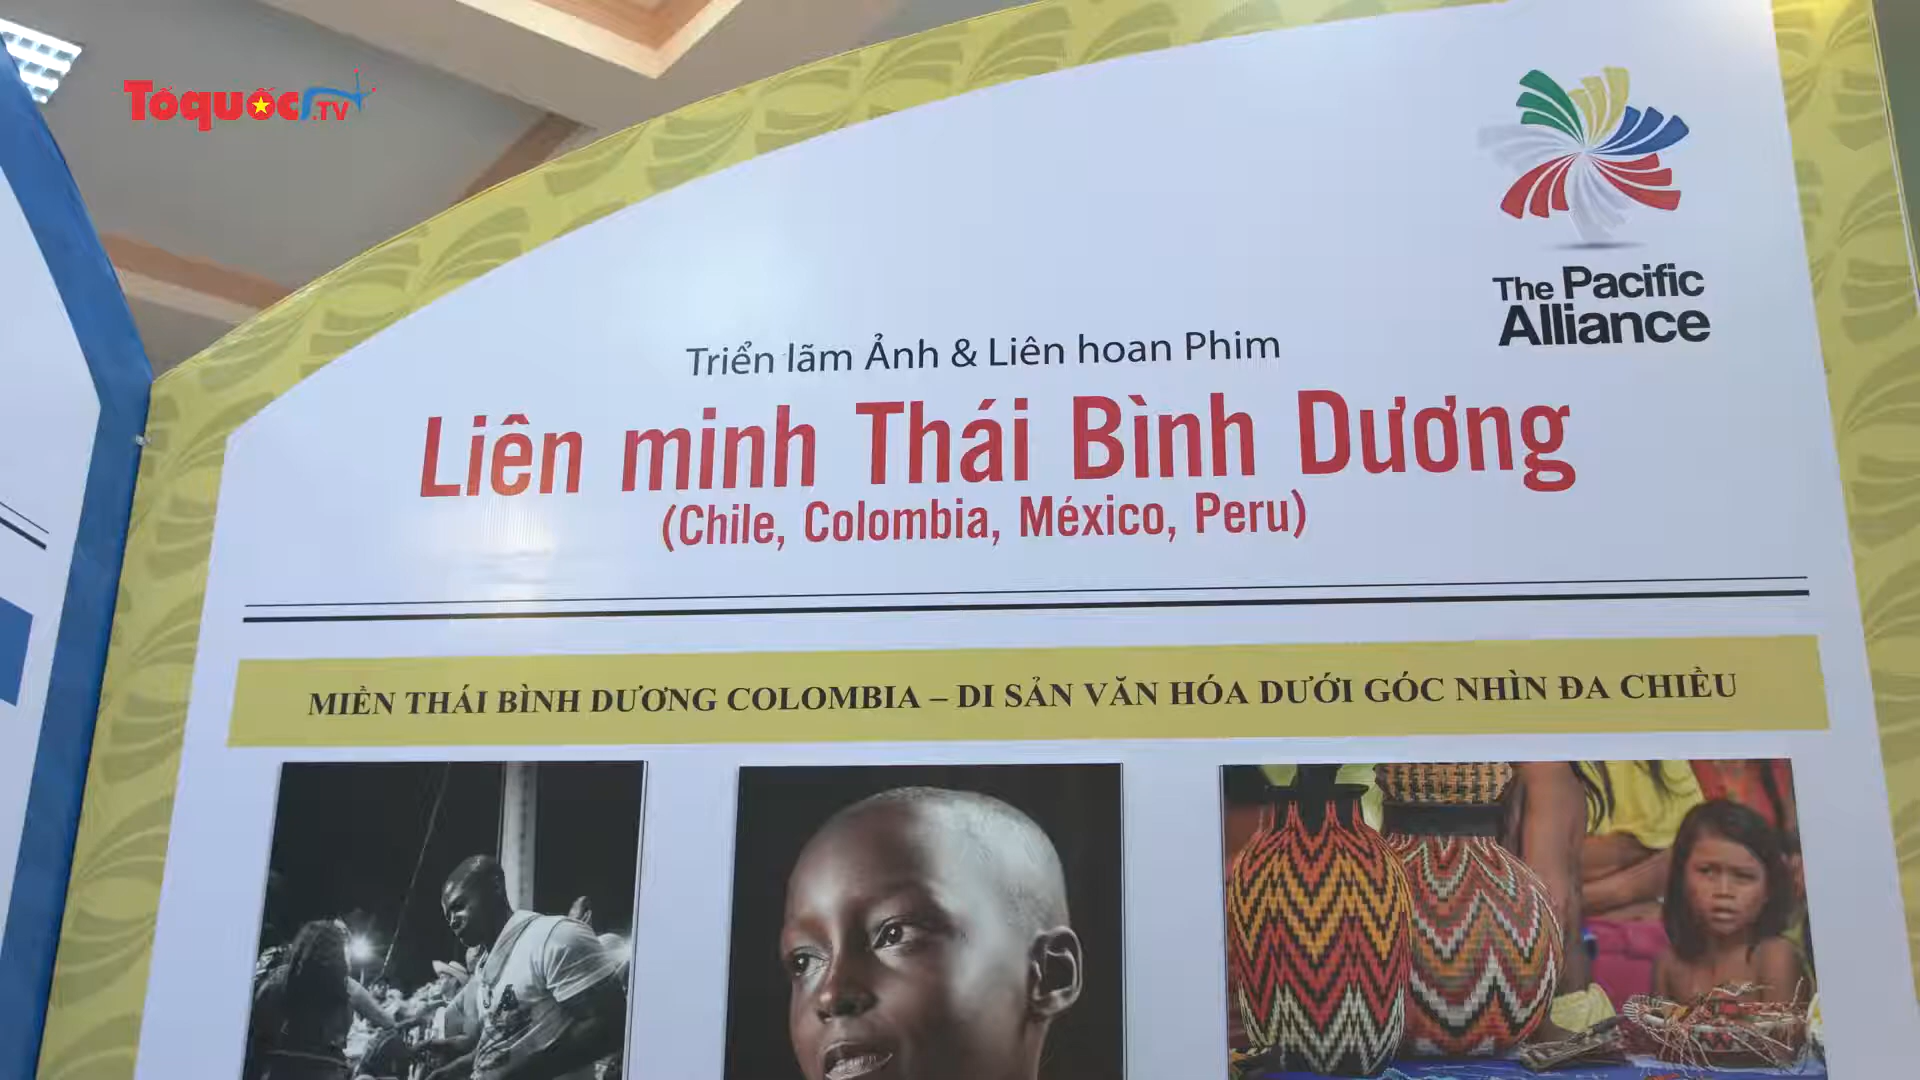 Tổquốc.TV
The Pacific
Alliance
Triển lãm Ảnh & Liên hoan Phim
Liên minh Thái Bình Dương
(Chile, Colombia, México, Peru)
MIỀN THÁI BÌNH DƯƠNG COLOMBIA – DI SẢN VĂN HÓA DƯỚI GÓC NHÌN ĐA CHIỀU